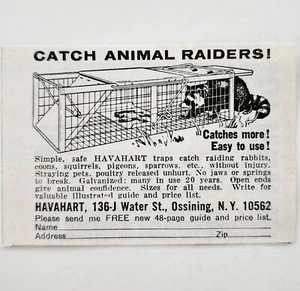 CATCH ANIMAL RAIDERS!
Catches more!
Easy to use!
Simple, safe HAVAHART traps catch raiding rabbits,
coons, squirrels, pigeons, sparrows, etc., without injury.
Straying pets, poultry released unhurt. No jaws or springs
to break. Galvanized: many in use 20 years. Open ends
give animal confidence. Sizes for all needs. Write for
valuable illustrated guide and price list.
HAVAHART, 136-J Water St., Ossining, N. Y. 10562
Please send me FREE new 48-page guide and price list.
Name
Address Zip